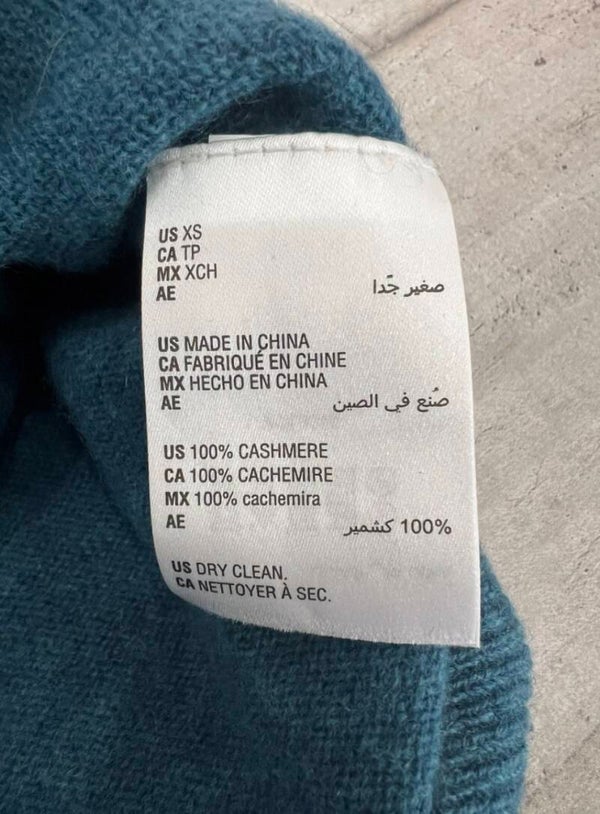 US XS
CA TP
MX XCH
AE صغير جّدا
US MADE IN CHINA
CA FABRIQUÉ EN CHINE
MX HECHO EN CHINA
AE صُنع في الصين
US 100% CASHMERE
CA 100% CACHEMIRE
MX 100% cachemira
AE 100% كشمير
US DRY CLEAN.
CA NETTOYER À SEC.